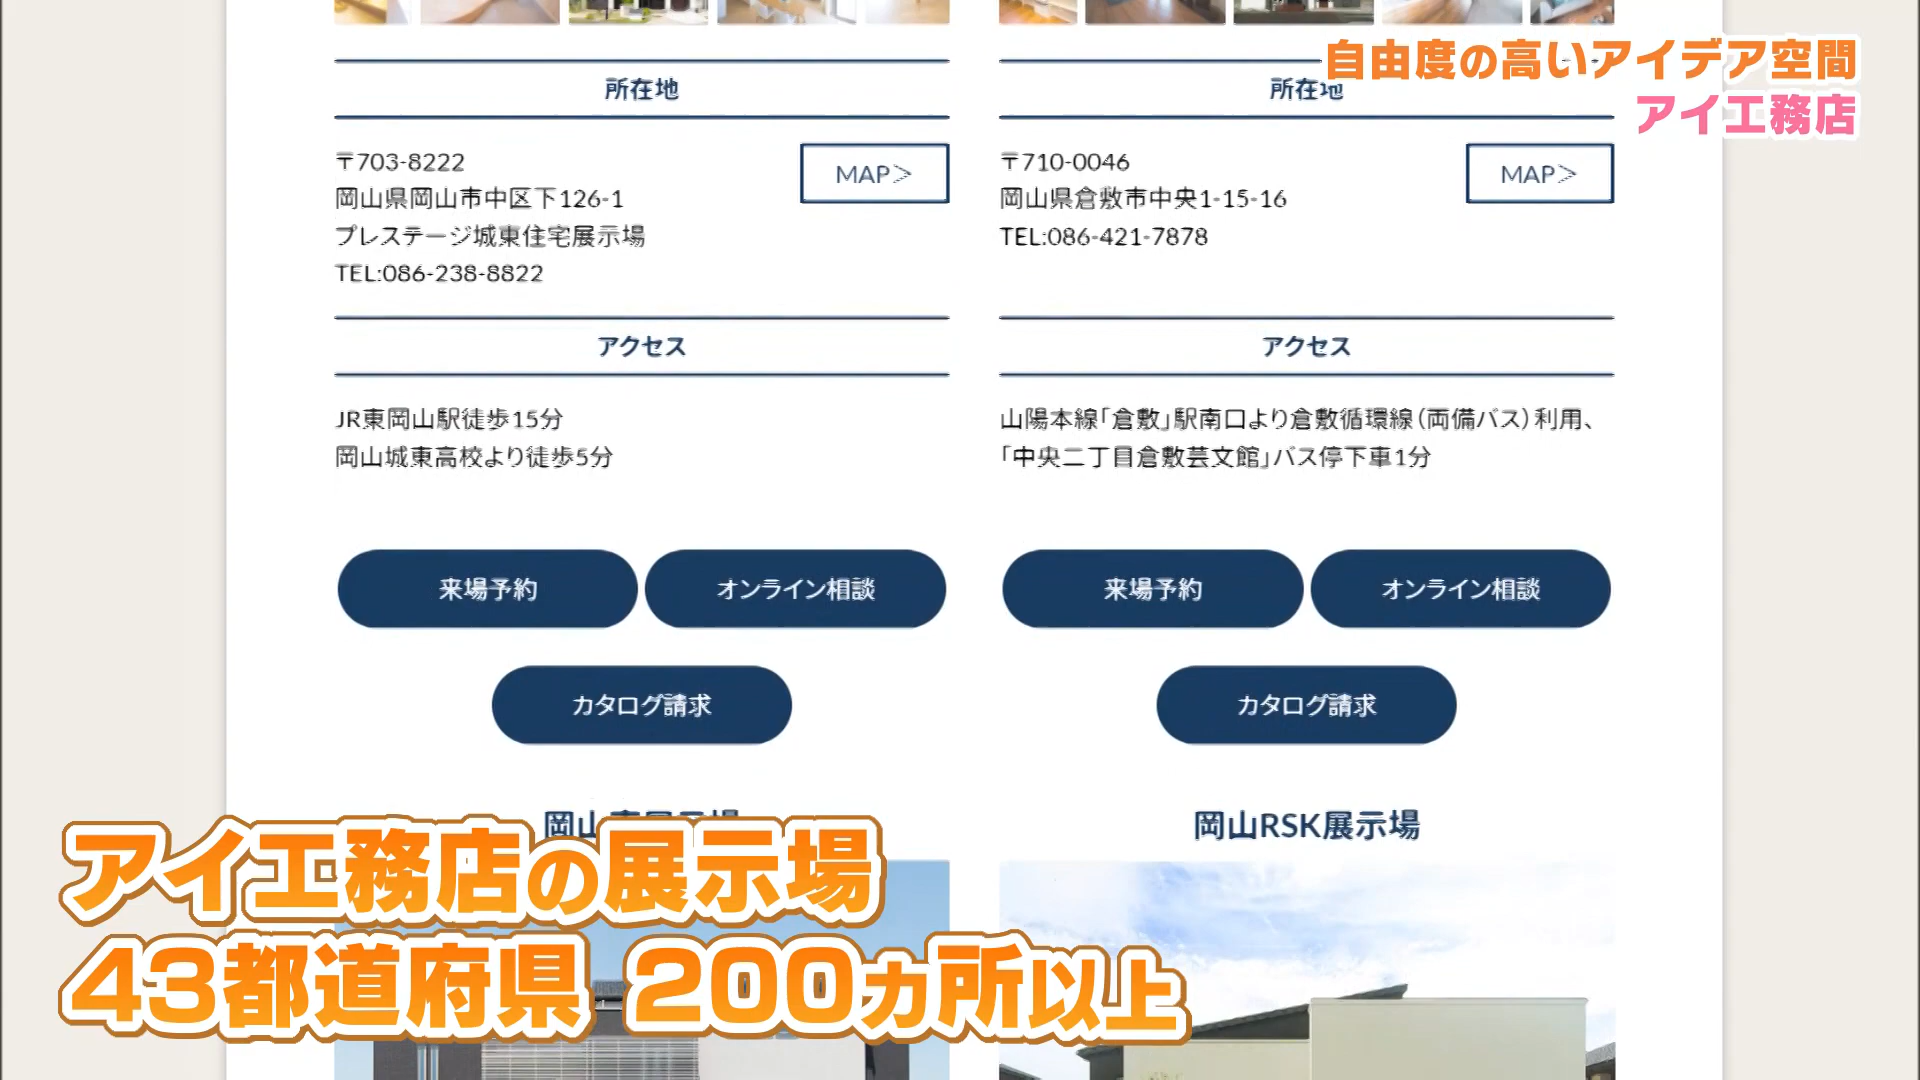 自由度の高いアイデア空間
アイ工務店
所在地
〒703-8222
岡山県岡山市中区下126-1
プレステージ城東住宅展示場
TEL:086-238-8822
MAP＞
アクセス
JR東岡山駅徒歩15分
岡山城東高校より徒歩5分
来場予約
オンライン相談
カタログ請求
所在地
〒710-0046
岡山県倉敷市中央1-15-16
TEL:086-421-7878
MAP＞
アクセス
山陽本線「倉敷」駅南口より倉敷循環線（両備バス）利用、
「中央二丁目倉敷芸文館」バス停下車1分
来場予約
オンライン相談
カタログ請求
岡山RSK展示場
アイ工務店の展示場
43都道府県 200ヵ所以上